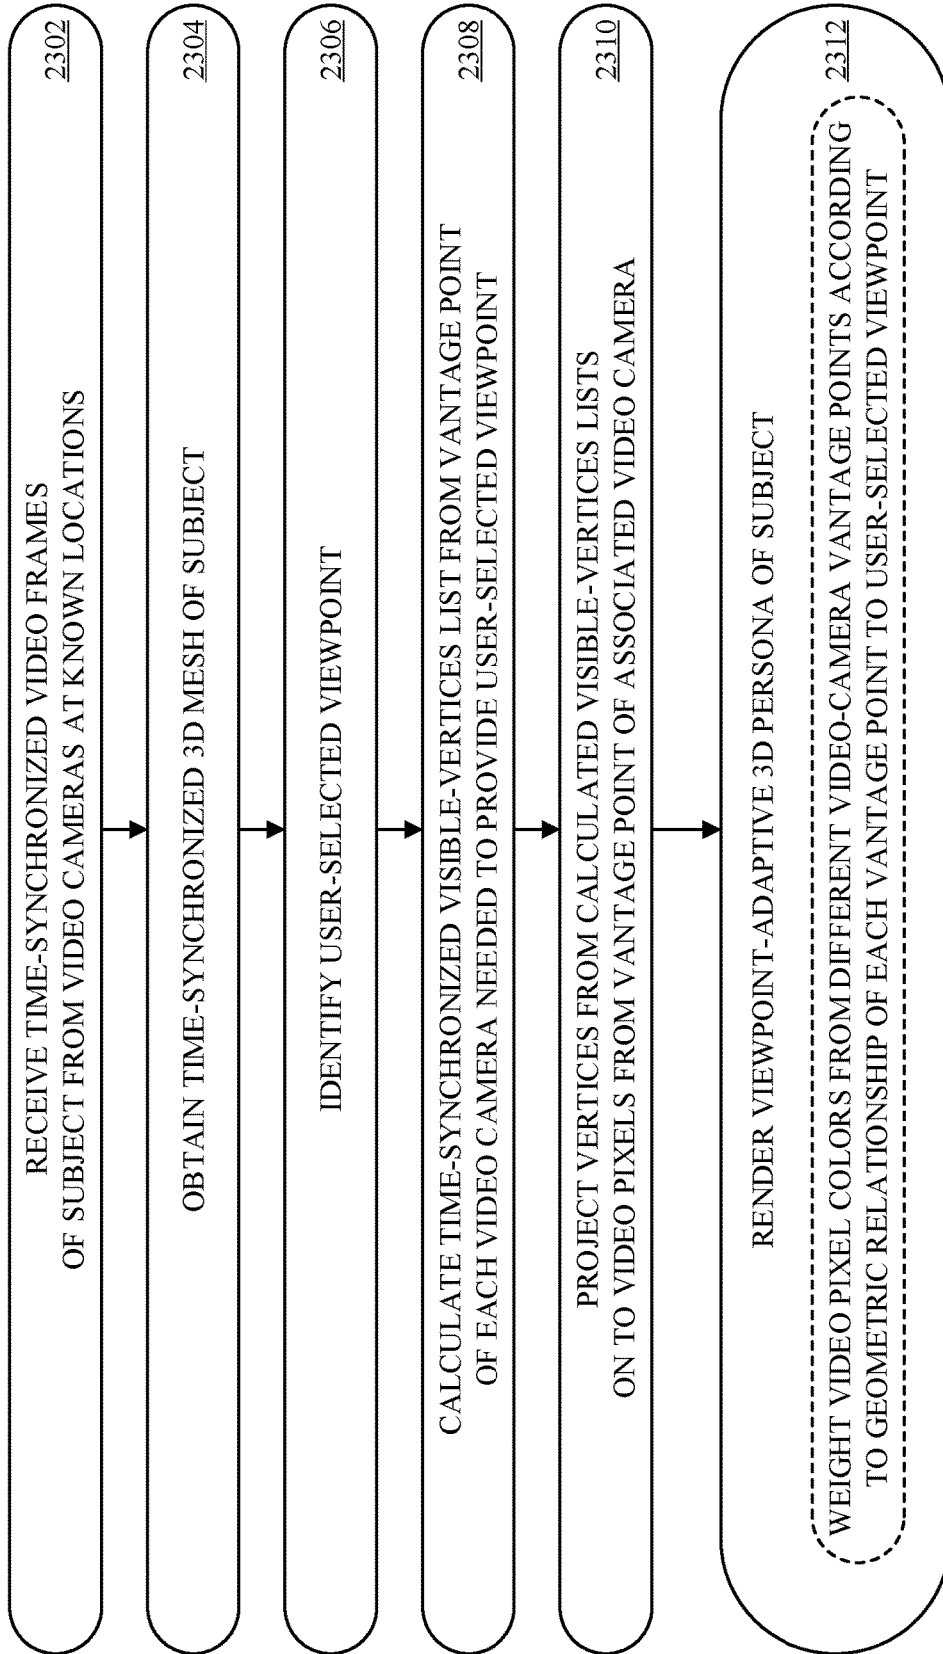 2302
RECEIVE TIME-SYNCHRONIZED VIDEO FRAMES
OF SUBJECT FROM VIDEO CAMERAS AT KNOWN LOCATIONS
2304
OBTAIN TIME-SYNCHRONIZED 3D MESH OF SUBJECT
2306
IDENTIFY USER-SELECTED VIEWPOINT
2308
CALCULATE TIME-SYNCHRONIZED VISIBLE-VERTICES LIST FROM VANTAGE POINT
OF EACH VIDEO CAMERA NEEDED TO PROVIDE USER-SELECTED VIEWPOINT
2310
PROJECT VERTICES FROM CALCULATED VISIBLE-VERTICES LISTS
ON TO VIDEO PIXELS FROM VANTAGE POINT OF ASSOCIATED VIDEO CAMERA
2312
RENDER VIEWPOINT-ADAPTIVE 3D PERSONA OF SUBJECT
WEIGHT VIDEO PIXEL COLORS FROM DIFFERENT VIDEO-CAMERA VANTAGE POINTS ACCORDING
TO GEOMETRIC RELATIONSHIP OF EACH VANTAGE POINT TO USER-SELECTED VIEWPOINT